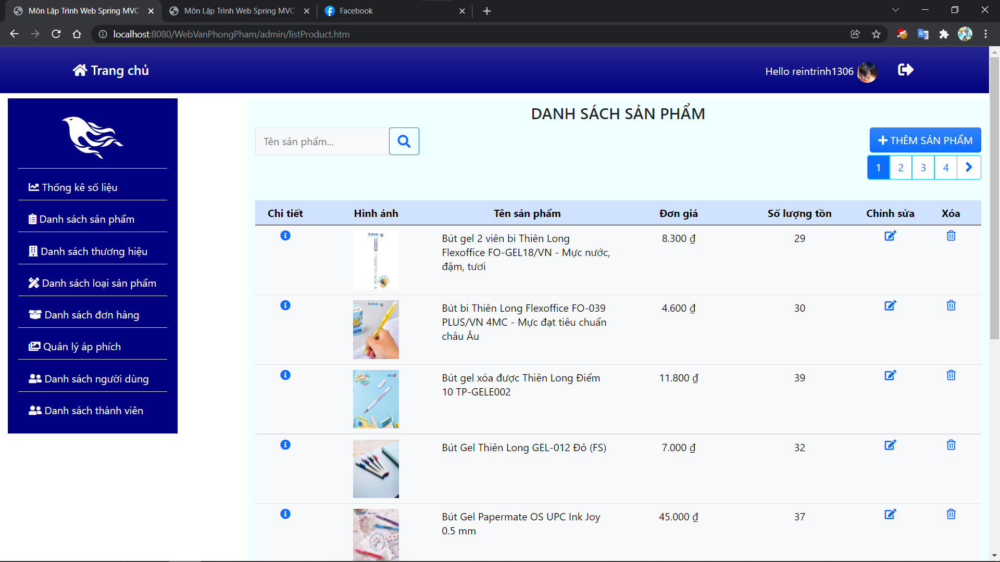 Môn Lập Trình Web Spring MVC
Môn Lập Trình Web Spring MVC
Facebook
localhost:8080/WebVanPhongPham/admin/listProduct.htm
Trang chủ
Hello reintrinh1306
Thống kê số liệu
Danh sách sản phẩm
Danh sách thương hiệu
Danh sách loại sản phẩm
Danh sách đơn hàng
Quản lý áp phích
Danh sách người dùng
Danh sách thành viên
DANH SÁCH SẢN PHẨM
Tên sản phẩm...
THÊM SẢN PHẨM
1 2 3 4
Chi tiết Hình ảnh Tên sản phẩm Đơn giá Số lượng tồn Chỉnh sửa Xóa
Bút gel 2 viên bi Thiên Long 8.300 ₫ 29
Flexoffice FO-GEL18/VN - Mực nước,
đậm, tươi
Bút bi Thiên Long Flexoffice FO-039 4.600 ₫ 30
PLUS/VN 4MC - Mực đạt tiêu chuẩn
châu Âu
Bút gel xóa được Thiên Long Điểm 11.800 ₫ 39
10 TP-GELE002
Bút Gel Thiên Long GEL-012 Đỏ (FS) 7.000 ₫ 32
Bút Gel Papermate OS UPC Ink Joy 45.000 ₫ 37
0.5 mm